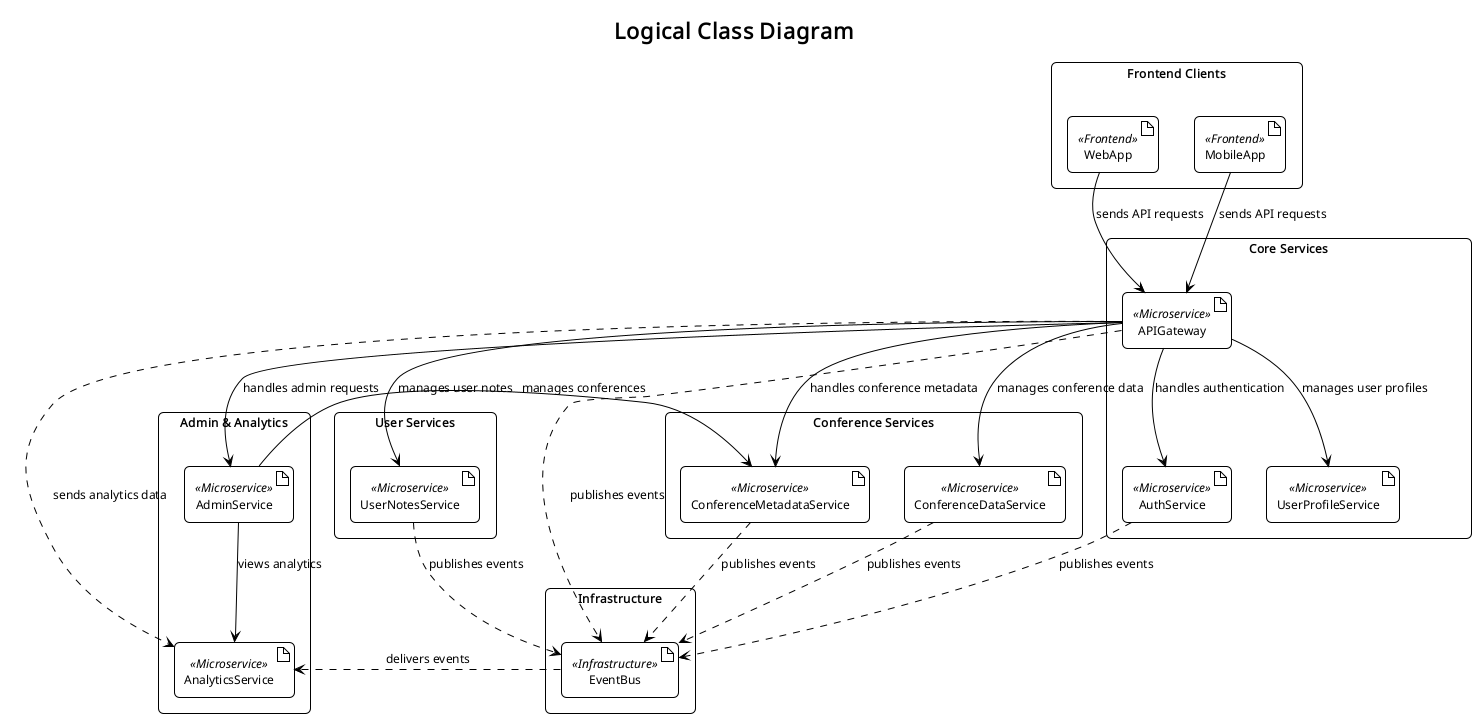 Logical Class Diagram
Frontend Clients
«Frontend»
WebApp
«Frontend»
MobileApp
sends API requests
sends API requests
Core Services
«Microservice»
APIGateway
handles admin requests
manages user notes
manages conferences
handles conference metadata
manages conference data
handles authentication
manages user profiles
Admin & Analytics
User Services
Conference Services
«Microservice»
AdminService
«Microservice»
UserNotesService
«Microservice»
ConferenceMetadataService
«Microservice»
ConferenceDataService
«Microservice»
AuthService
«Microservice»
UserProfileService
sends analytics data
publishes events
views analytics
publishes events
publishes events
publishes events
publishes events
Infrastructure
«Microservice»
AnalyticsService
delivers events
«Infrastructure»
EventBus